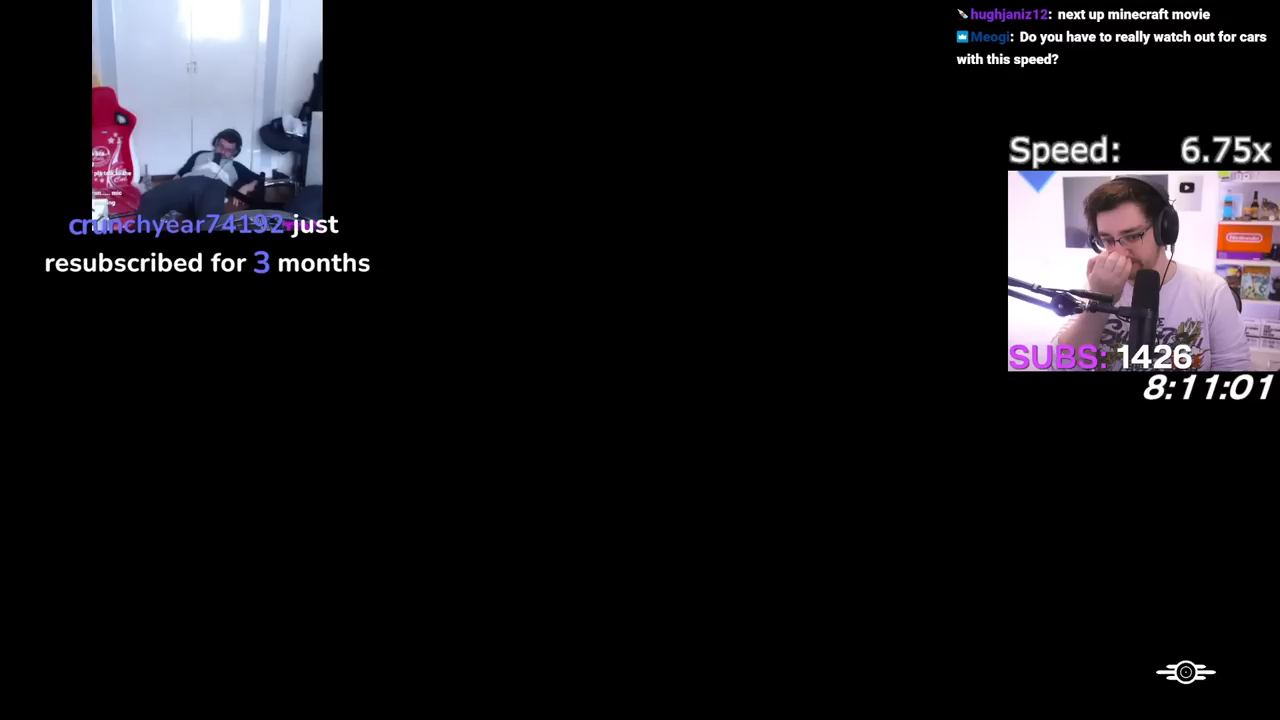 hughjaniz12: next up minecraft movie
Meogi: Do you have to really watch out for cars
with this speed?
Speed: 6.75x
crunchyear74192 just
resubscribed for 3 months
Nintendo
SUBS: 1426
8:11:01